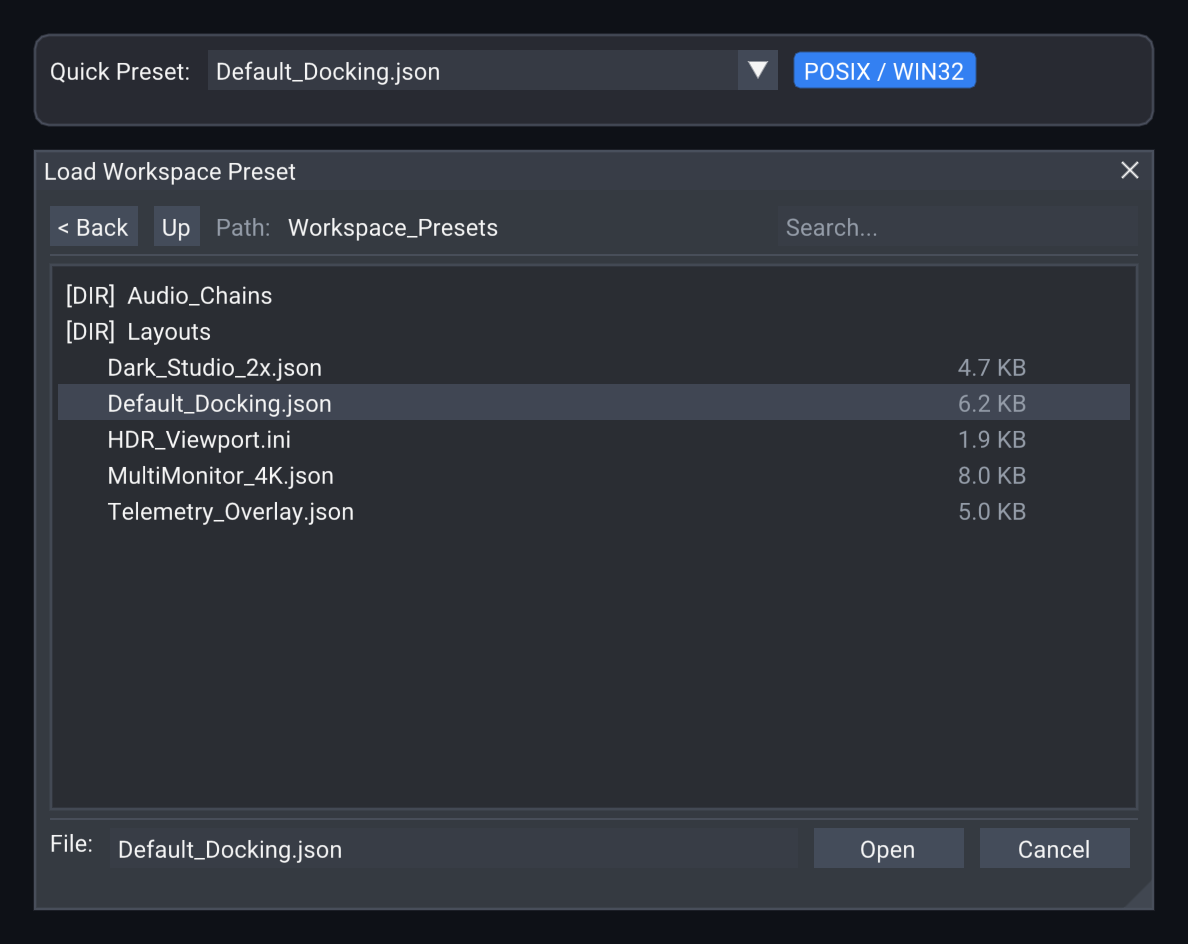 Quick Preset: Default_Docking.json POSIX / WIN32
Load Workspace Preset
< Back Up Path: Workspace_Presets Search...
[DIR] Audio_Chains
[DIR] Layouts
Dark_Studio_2x.json 4.7 KB
Default_Docking.json 6.2 KB
HDR_Viewport.ini 1.9 KB
MultiMonitor_4K.json 8.0 KB
Telemetry_Overlay.json 5.0 KB
File: Default_Docking.json Open Cancel